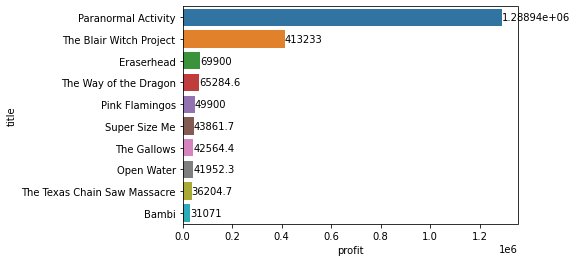 Paranormal Activity 1.28894e+06
The Blair Witch Project 413233
Eraserhead 69900
The Way of the Dragon 65284.6
Pink Flamingos 49900
title
Super Size Me 43861.7
The Gallows 42564.4
Open Water 41952.3
The Texas Chain Saw Massacre 36204.7
Bambi 31071
0.0 0.2 0.4 0.6 0.8 1.0 1.2
profit 1e6